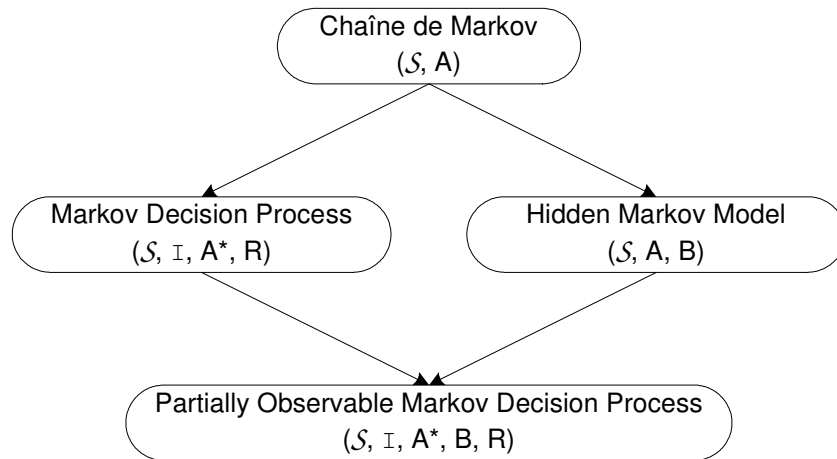 Chaîne de Markov
(𝒮, A)
Markov Decision Process
(𝒮, I, A*, R)
Hidden Markov Model
(𝒮, A, B)
Partially Observable Markov Decision Process
(𝒮, I, A*, B, R)